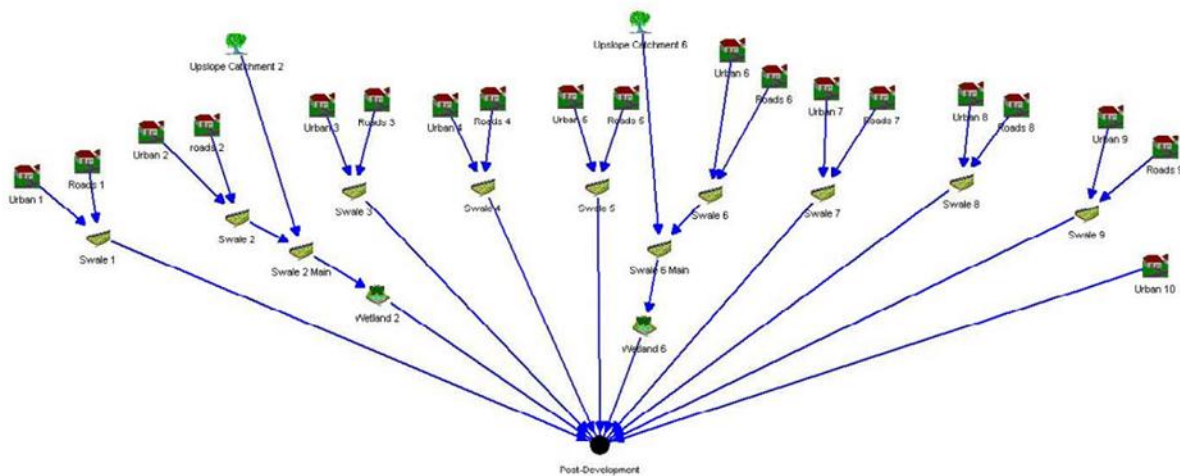 Upslope Catchment 2
Upslope Catchment 6
Urban 6
Roads 6
Urban 3
Roads 3
Urban 4
Roads 4
Urban 5
Roads 5
Urban 7
Roads 7
Urban 8
Roads 8
Urban 2
roads 2
Urban 9
Roads 9
Urban 1
Roads 1
Swale 3
Swale 4
Swale 5
Swale 6
Swale 7
Swale 8
Swale 2
Swale 9
Swale 1
Swale 2 Main
Swale 6 Main
Urban 10
Wetland 2
Wetland 6
Post-Development